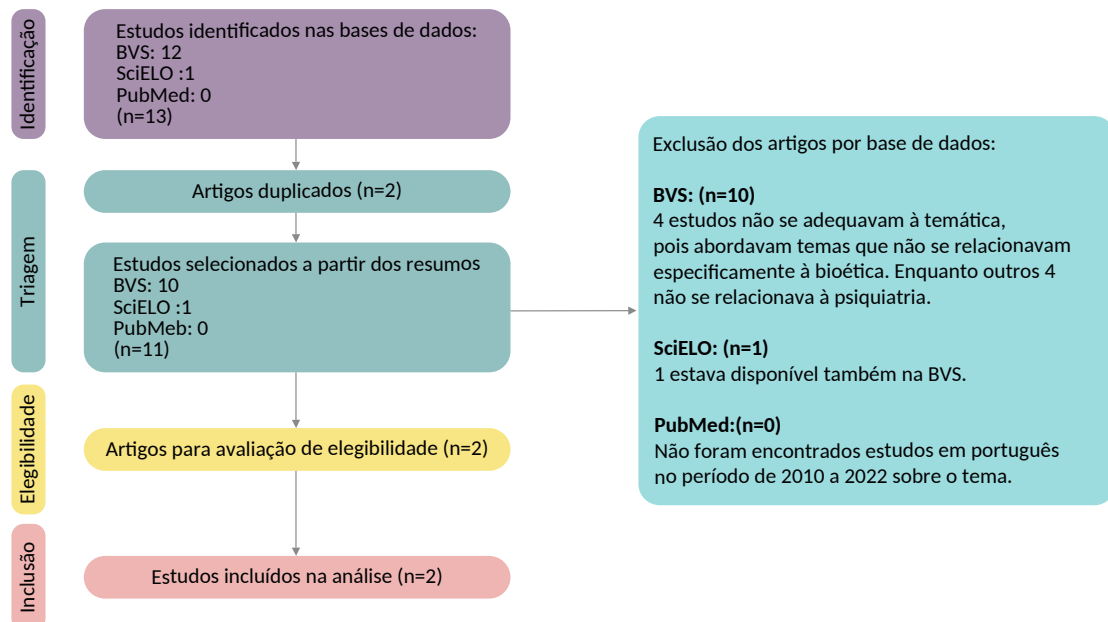 Identificação
Estudos identificados nas bases de dados:
BVS: 12
SciELO :1
PubMed: 0
(n=13)
Triagem
Artigos duplicados (n=2)
Estudos selecionados a partir dos resumos
BVS: 10
SciELO :1
PubMeb: 0
(n=11)
Exclusão dos artigos por base de dados:
BVS: (n=10)
4 estudos não se adequavam à temática,
pois abordavam temas que não se relacionavam
especificamente à bioética. Enquanto outros 4
não se relacionava à psiquiatria.
SciELO: (n=1)
1 estava disponível também na BVS.
PubMed:(n=0)
Não foram encontrados estudos em português
no período de 2010 a 2022 sobre o tema.
Elegibilidade
Artigos para avaliação de elegibilidade (n=2)
Inclusão
Estudos incluídos na análise (n=2)